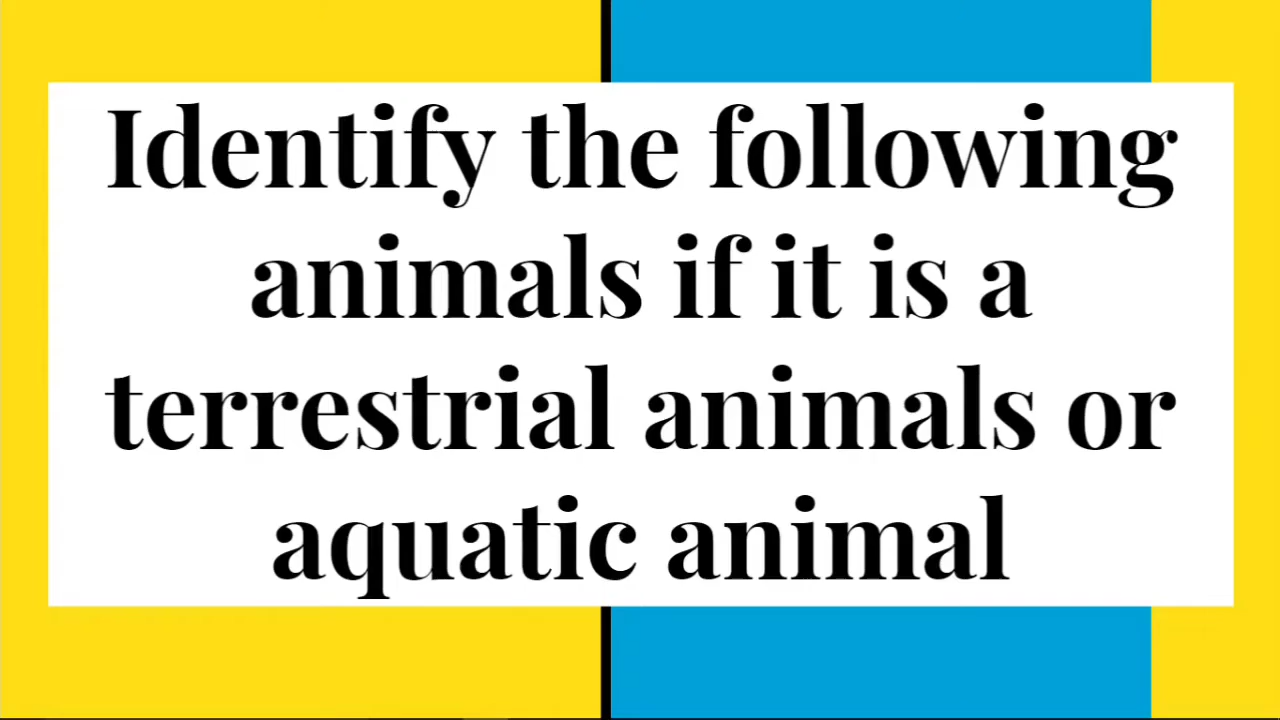 Identify the following
animals if it is a
terrestrial animals or
aquatic animal